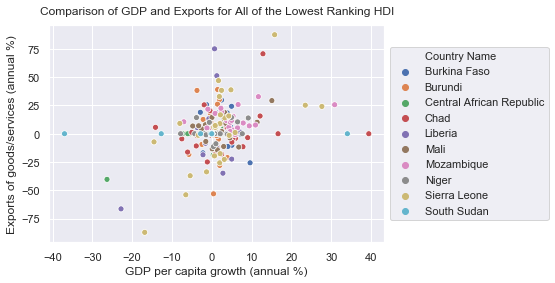 Comparison of GDP and Exports for All of the Lowest Ranking HDI
Exports of goods/services (annual %)
75
50
25
0
−25
−50
−75
−40 −30 −20 −10 0 10 20 30 40
GDP per capita growth (annual %)
Country Name
Burkina Faso
Burundi
Central African Republic
Chad
Liberia
Mali
Mozambique
Niger
Sierra Leone
South Sudan